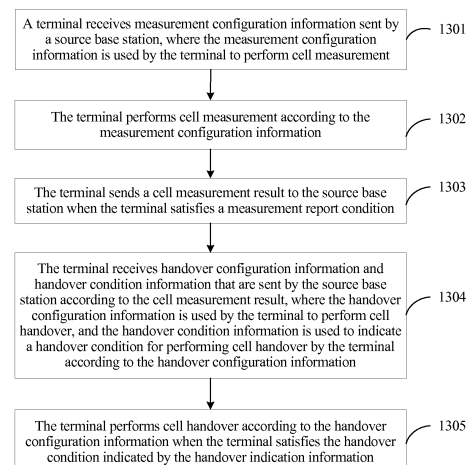 A terminal receives measurement configuration information sent by
a source base station, where the measurement configuration
information is used by the terminal to perform cell measurement
1301
The terminal performs cell measurement according to the
measurement configuration information
1302
The terminal sends a cell measurement result to the source base
station when the terminal satisfies a measurement report condition
1303
The terminal receives handover configuration information and
handover condition information that are sent by the source base
station according to the cell measurement result, where the handover
configuration information is used by the terminal to perform cell
handover, and the handover condition information is used to indicate
a handover condition for performing cell handover by the terminal
according to the handover configuration information
1304
The terminal performs cell handover according to the handover
configuration information when the terminal satisfies the handover
condition indicated by the handover indication information
1305